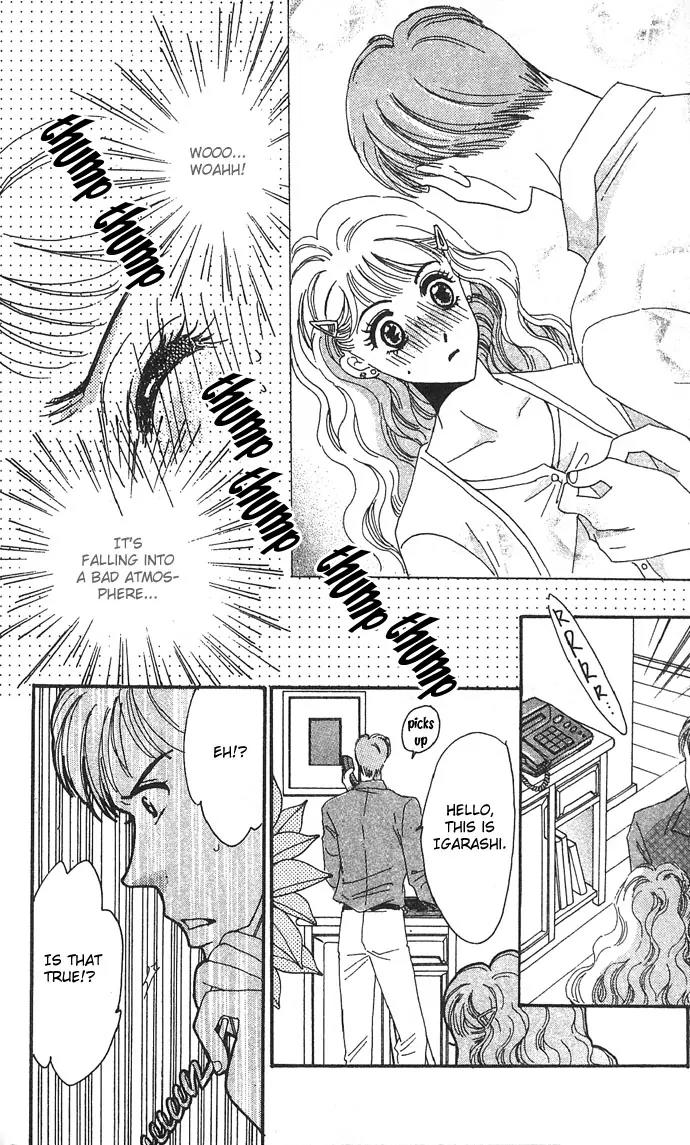 WOOO...
WOAHH!
thump thump
thump thump
thump thump
IT'S
FALLING INTO
A BAD ATMOS-
PHERE...
RRRRR...
picks
up
HELLO,
THIS IS
IGARASHI.
EH!?
IS THAT
TRUE!?